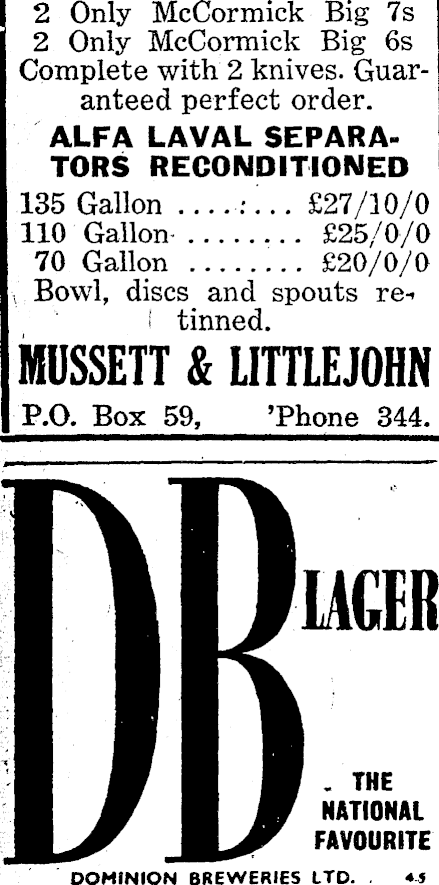 2 Only McCormick Big 7s
2 Only McCormick Big 6s
Complete with 2 knives. Guar-
anteed perfect order.
ALFA LAVAL SEPARA-
TORS RECONDITIONED
135 Gallon ........ £27/10/0
110 Gallon ........ £25/0/0
70 Gallon ........ £20/0/0
Bowl, discs and spouts re-
tinned.
MUSSETT & LITTLEJOHN
P.O. Box 59, 'Phone 344.
DB LAGER
THE
NATIONAL
FAVOURITE
DOMINION BREWERIES LTD. 4.5